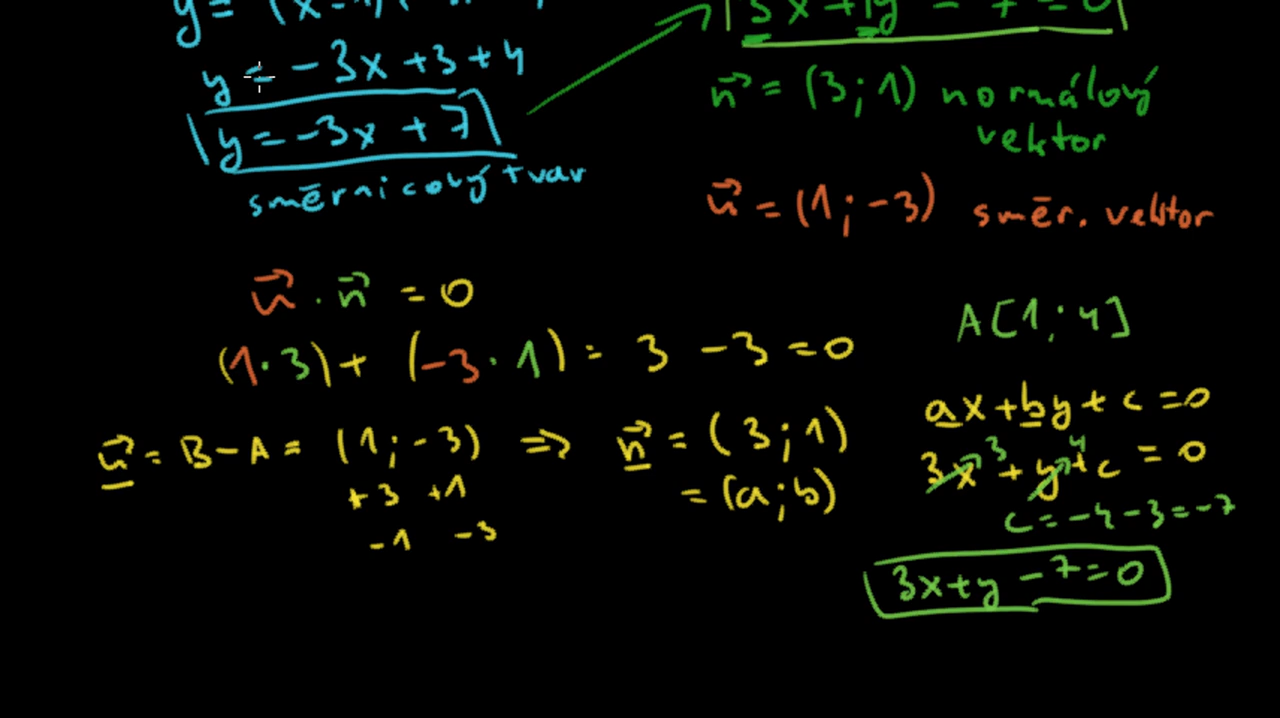 y = -3x + 3 + 4
y = -3x + 7
směrnicový tvar
3x + 1y - 7 = 0
n⃗ = (3; 1) normálový
vektor
u⃗ = (1; -3) směr. vektor
u⃗ · n⃗ = 0
(1·3) + (-3·1) = 3 - 3 = 0
u⃗ = B - A = (1; -3) => n⃗ = (3; 1)
+3 +1
= (a; b)
-1 -3
A[1; 4]
ax + by + c = 0
3 4
3x + y + c = 0
c = -4 - 3 = -7
3x + y - 7 = 0